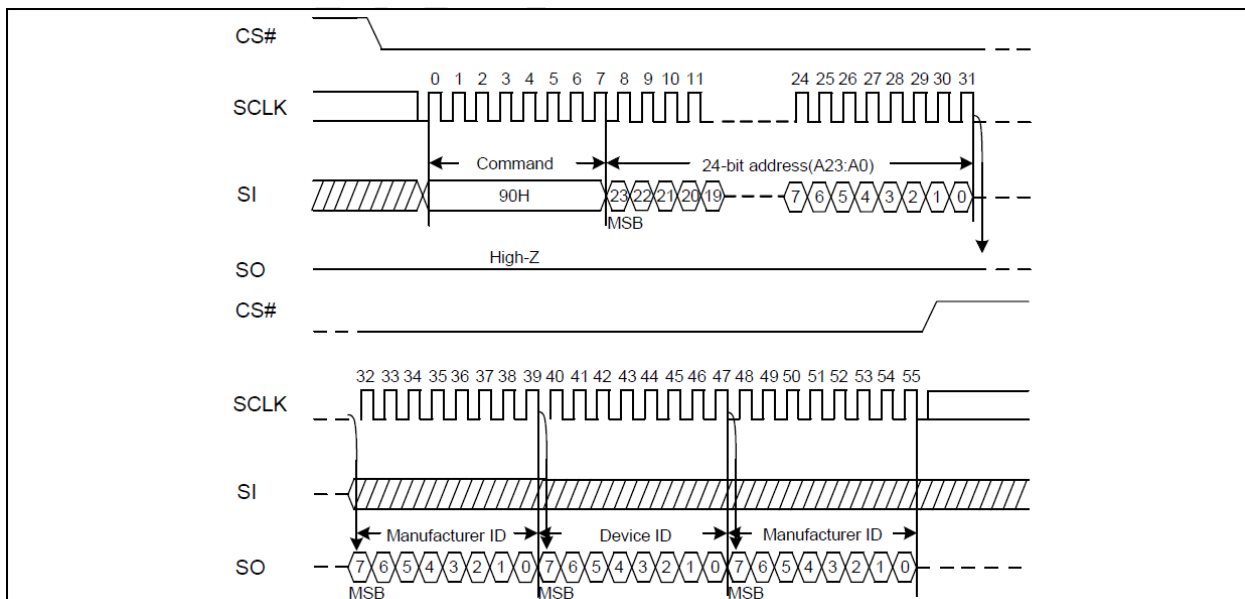 CS#
0 1 2 3 4 5 6 7 8 9 10 11 24 25 26 27 28 29 30 31
SCLK
Command 24-bit address(A23:A0)
SI 90H 23 22 21 20 19 7 6 5 4 3 2 1 0
MSB
High-Z
SO
CS#
32 33 34 35 36 37 38 39 40 41 42 43 44 45 46 47 48 49 50 51 52 53 54 55
SCLK
SI
Manufacturer ID Device ID Manufacturer ID
SO 7 6 5 4 3 2 1 0 7 6 5 4 3 2 1 0 7 6 5 4 3 2 1 0
MSB MSB MSB